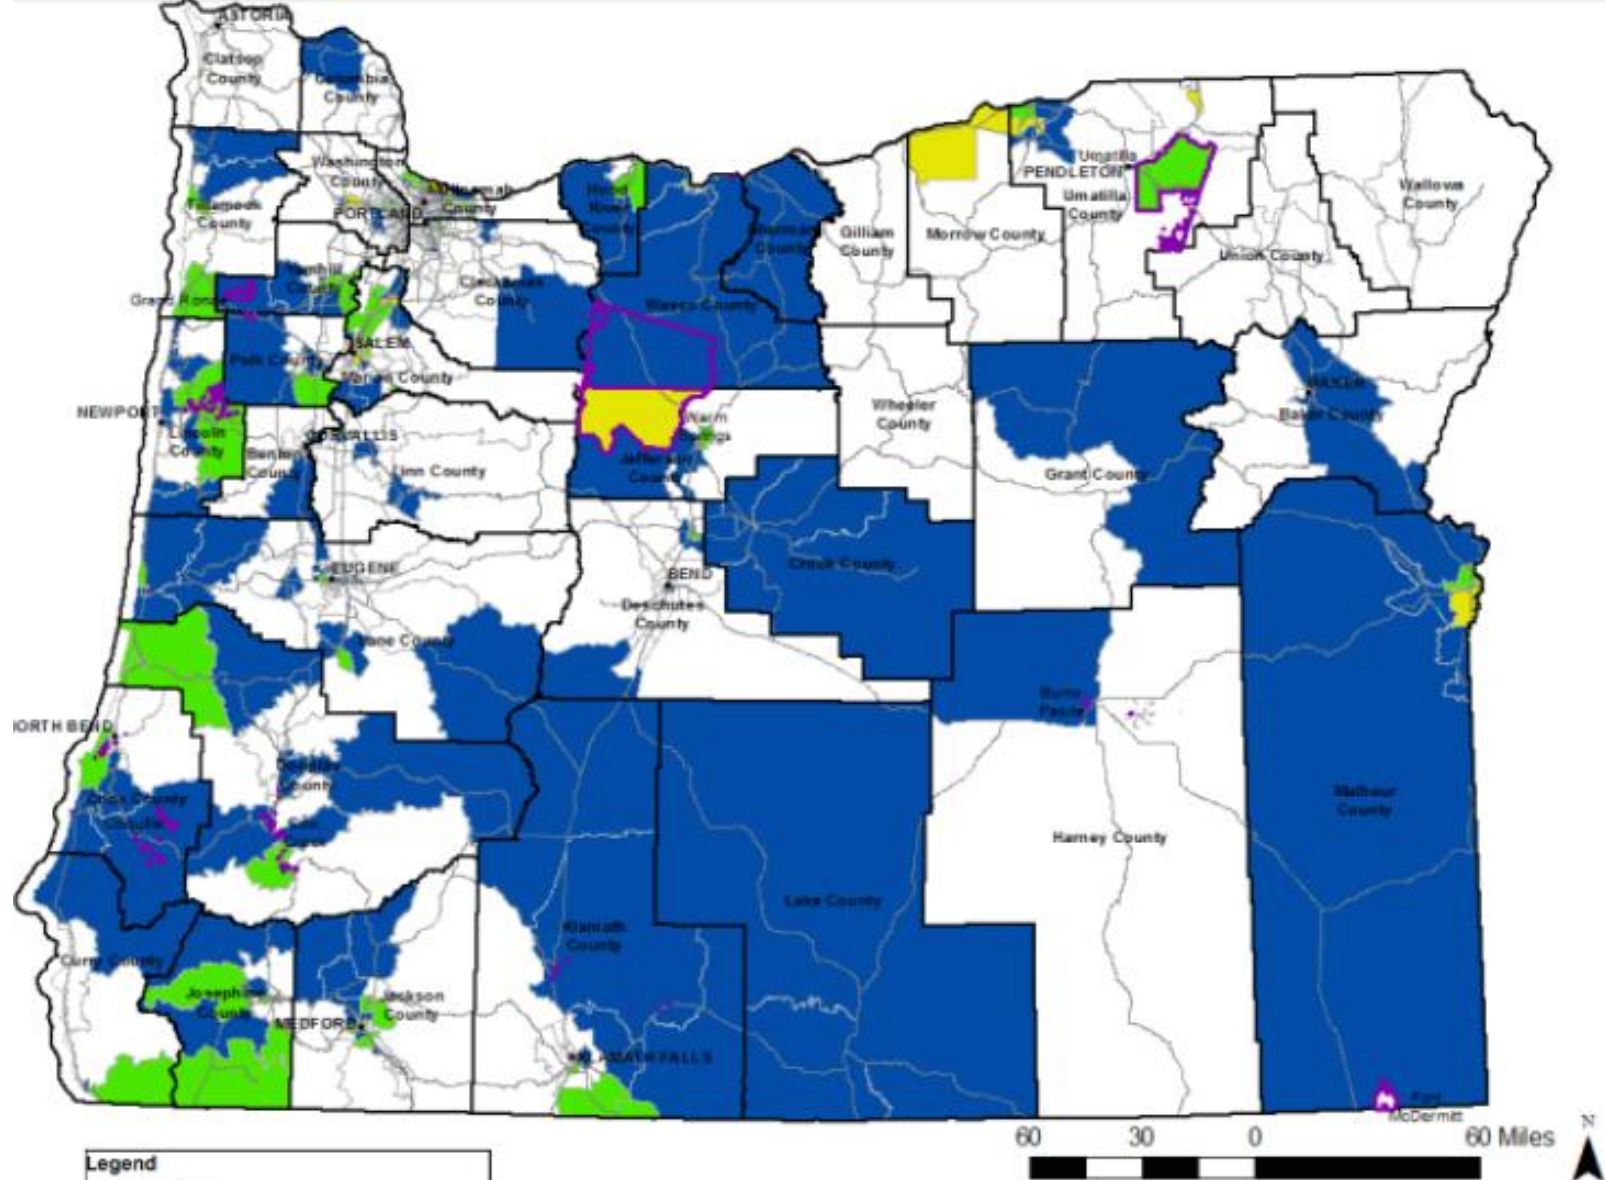 ASTORIA
Clatsop
County
Columbia
County
Washington
County
Multnomah
County
PORTLAND
Tillamook
County
Hood
River
County
Sherman
County
Gilliam
County
Morrow County
Umatilla
PENDLETON
Umatilla
County
Wallowa
County
Union County
Yamhill
County
Clackamas
County
Wasco County
Grand Ronde
SALEM
Polk County
Marion County
NEWPORT
Lincoln
County
CORVALLIS
Benton
County
Linn County
Warm
Springs
Jefferson
County
Wheeler
County
Grant County
BAKER
Baker County
EUGENE
BEND
Deschutes
County
Crook County
Lane County
Burns
Paiute
NORTH BEND
Douglas
County
Coos County
Coquille
Malheur
County
Harney County
Lake County
Klamath
County
Curry County
Josephine
County
Jackson
County
MEDFORD
KLAMATH FALLS
Fort
McDermitt
60 30 0 60 Miles
N
Legend